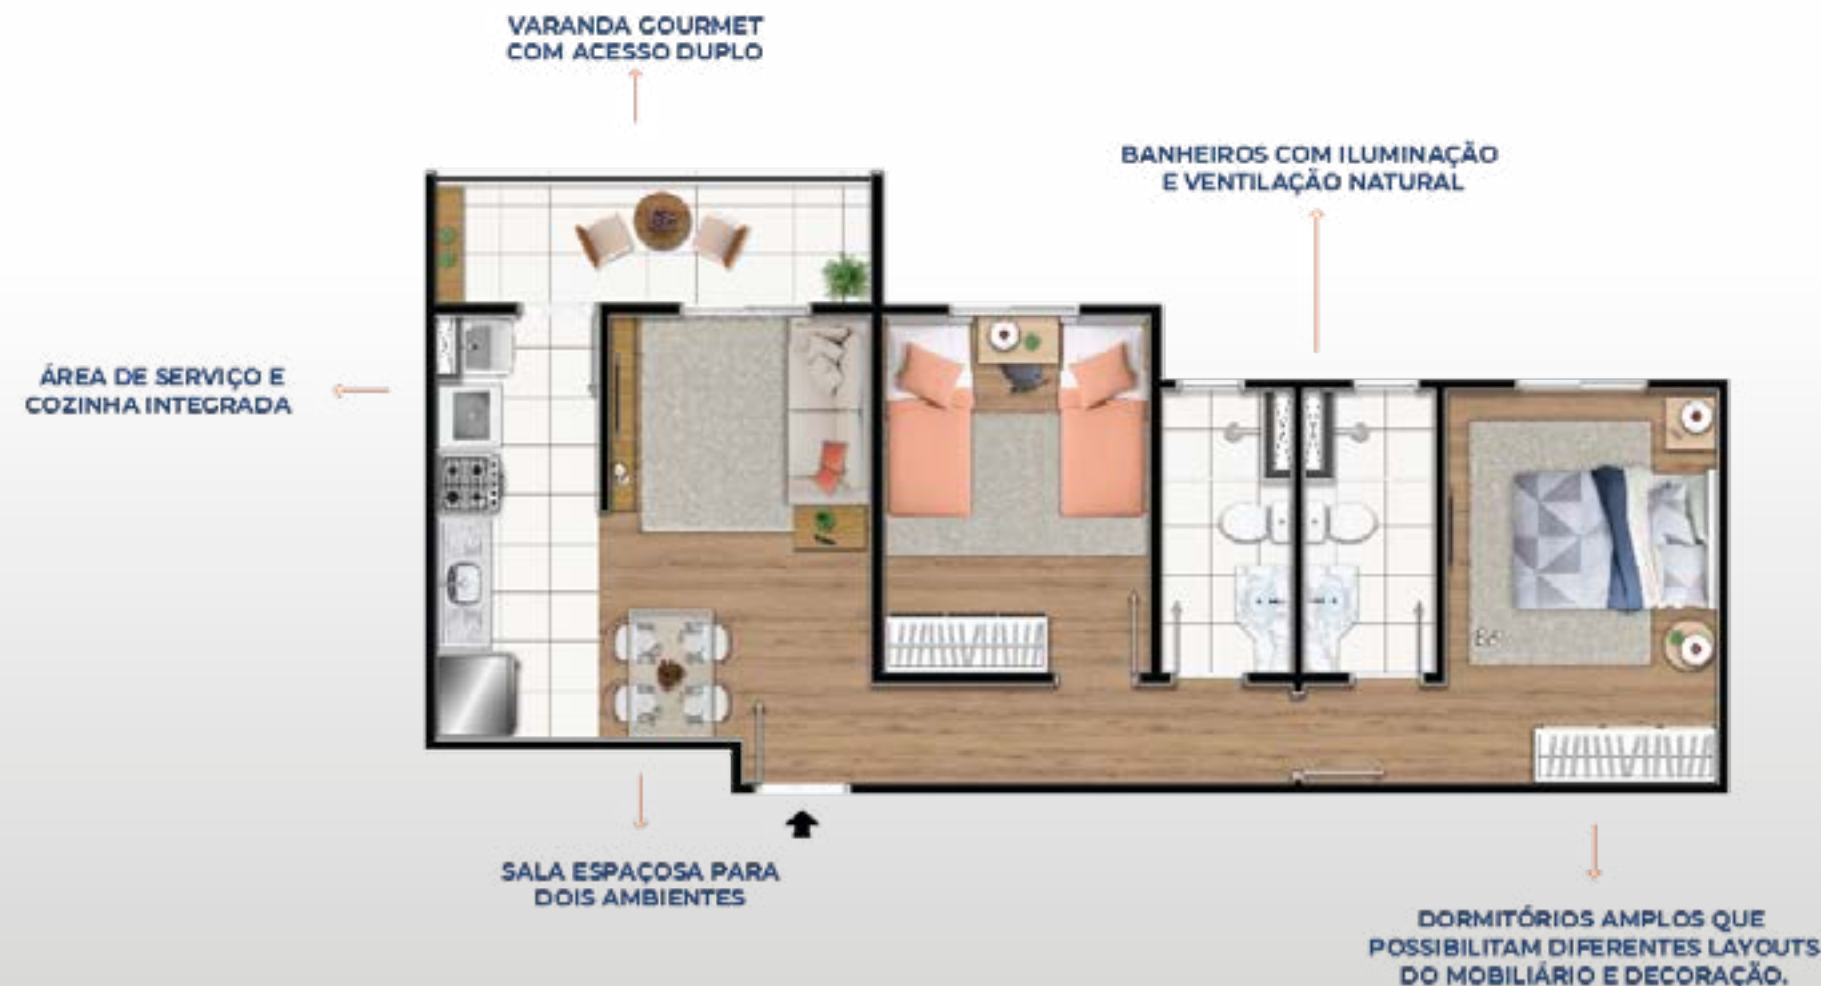 VARANDA GOURMET
COM ACESSO DUPLO
BANHEIROS COM ILUMINAÇÃO
E VENTILAÇÃO NATURAL
ÁREA DE SERVIÇO E
COZINHA INTEGRADA
SALA ESPAÇOSA PARA
DOIS AMBIENTES
DORMITÓRIOS AMPLOS QUE
POSSIBILITAM DIFERENTES LAYOUTS
DO MOBILIÁRIO E DECORAÇÃO.